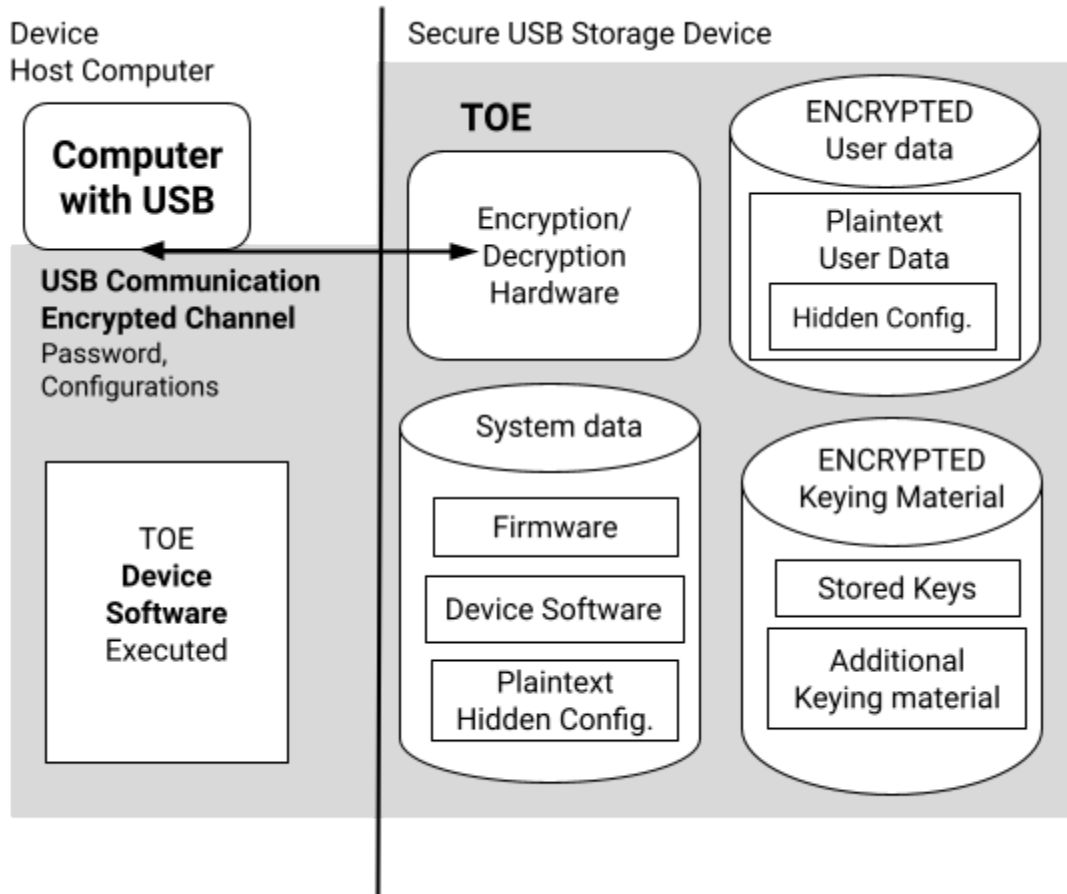 Device
Host Computer
Secure USB Storage Device
Computer
with USB
TOE
Encryption/
Decryption
Hardware
ENCRYPTED
User data
Plaintext
User Data
Hidden Config.
USB Communication
Encrypted Channel
Password,
Configurations
TOE
Device
Software
Executed
System data
Firmware
Device Software
Plaintext
Hidden Config.
ENCRYPTED
Keying Material
Stored Keys
Additional
Keying material